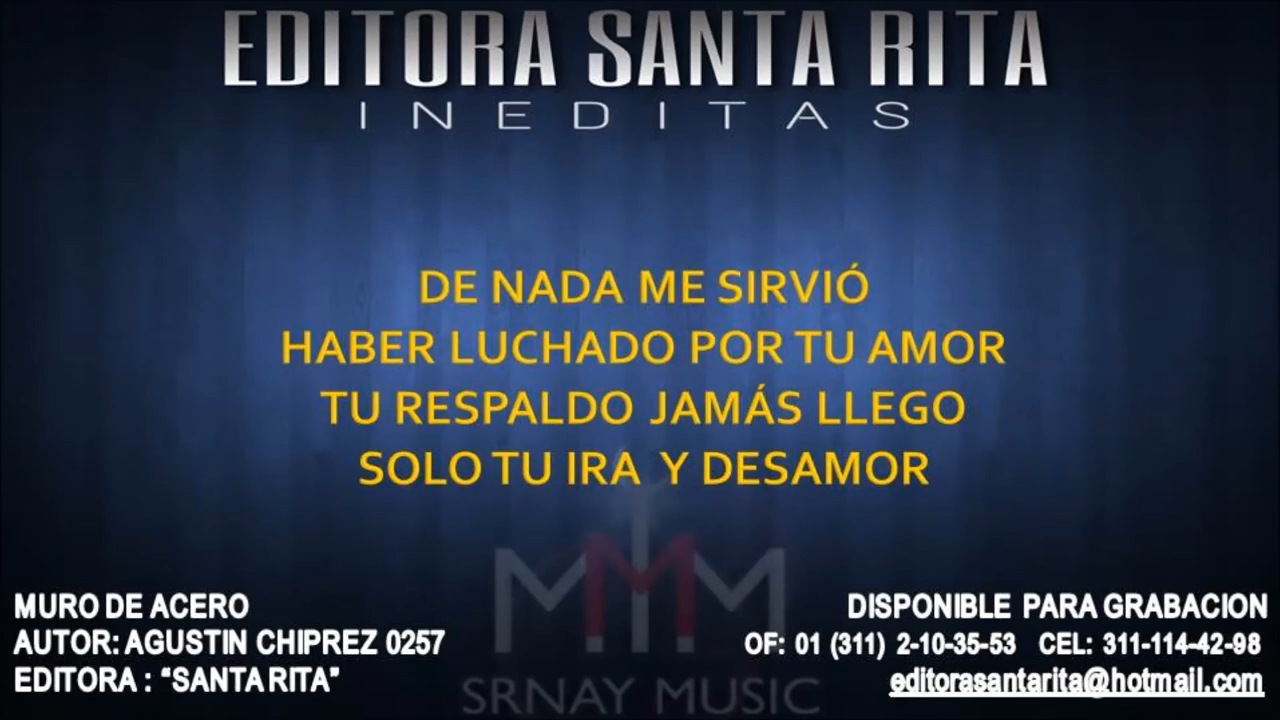 EDITORA SANTA RITA
INEDITAS
DE NADA ME SIRVIÓ
HABER LUCHADO POR TU AMOR
TU RESPALDO JAMÁS LLEGO
SOLO TU IRA Y DESAMOR
MURO DE ACERO
AUTOR: AGUSTIN CHIPREZ 0257
EDITORA : “SANTA RITA”
DISPONIBLE PARA GRABACION
OF: 01 (311) 2-10-35-53 CEL: 311-114-42-98
editorasantarita@hotmail.com
SRNAY MUSIC